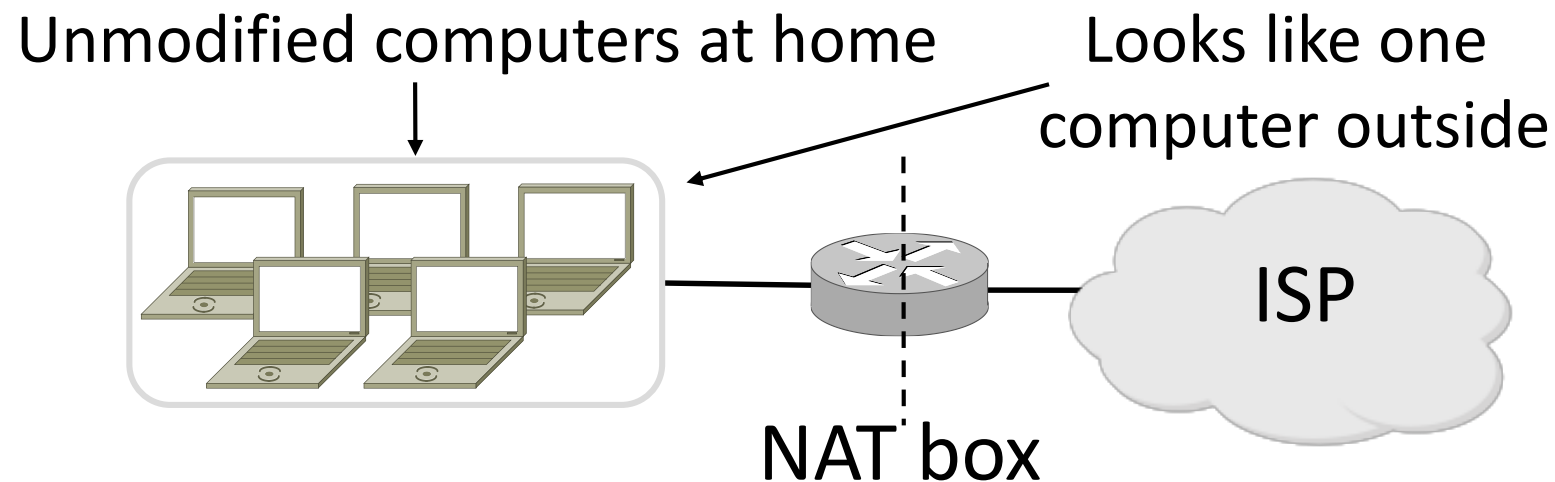 Unmodified computers at home
Looks like one
computer outside
ISP
NAT box